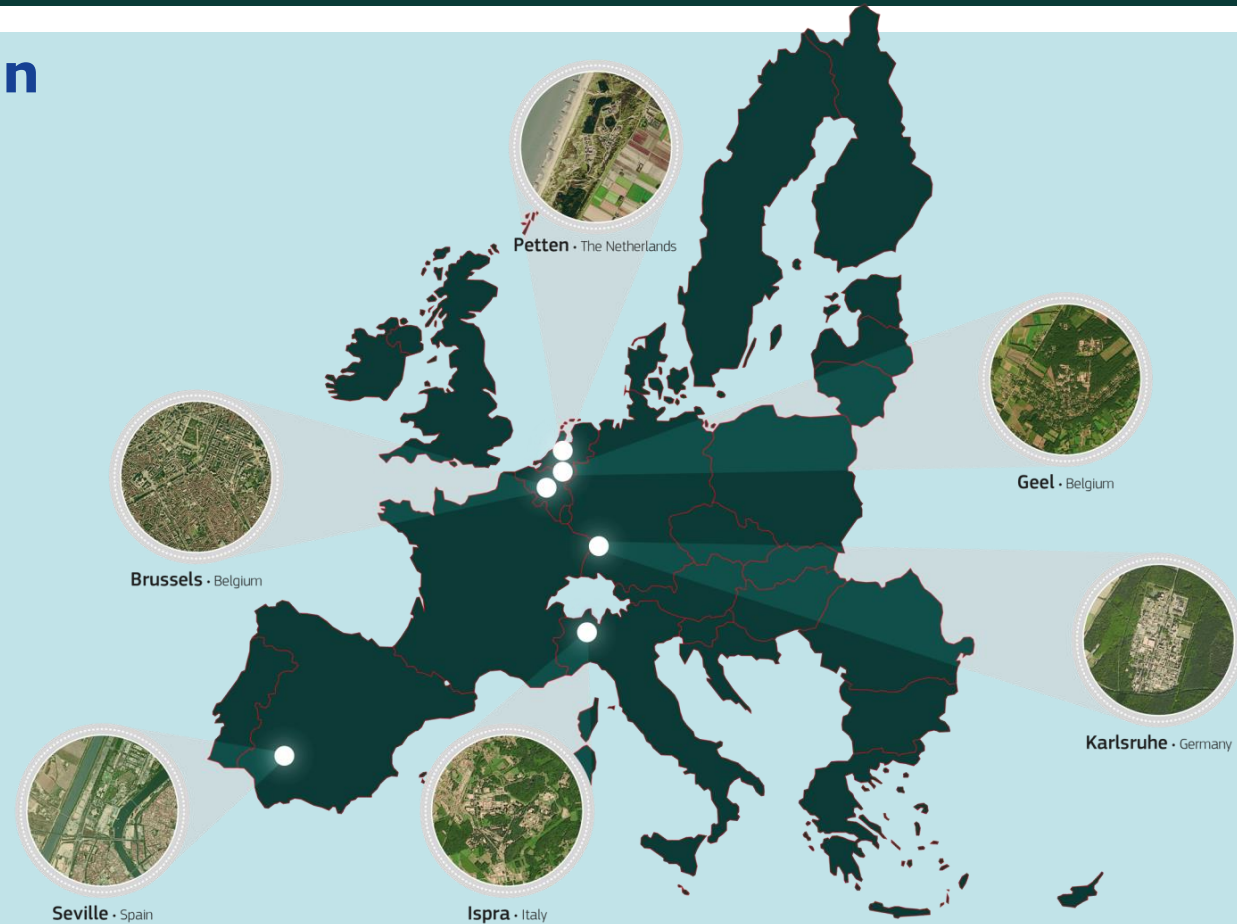 n
Petten · The Netherlands
Geel · Belgium
Brussels · Belgium
Karlsruhe · Germany
Seville · Spain
Ispra · Italy